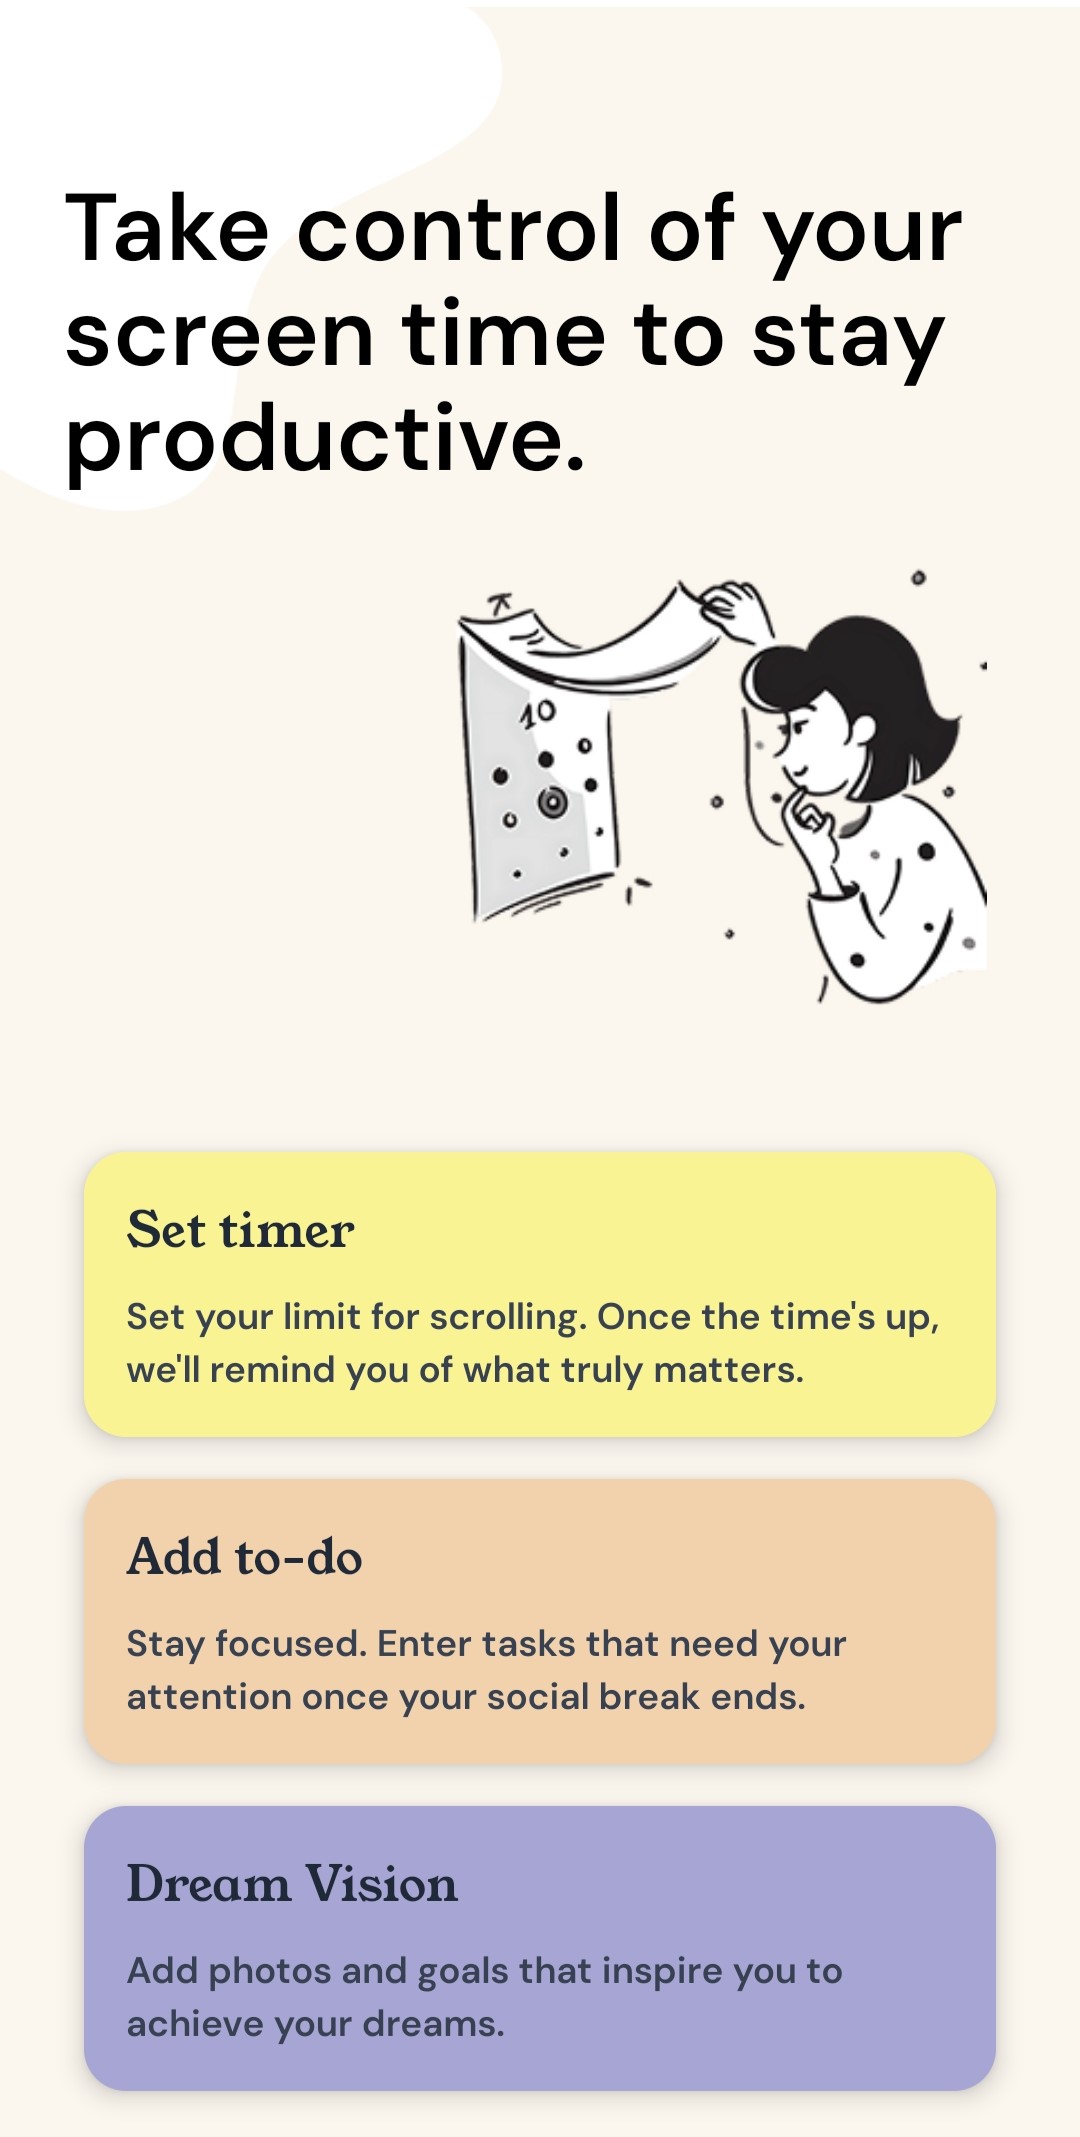 Take control of your
screen time to stay
productive.
10
Set timer
Set your limit for scrolling. Once the time's up,
we'll remind you of what truly matters.
Add to-do
Stay focused. Enter tasks that need your
attention once your social break ends.
Dream Vision
Add photos and goals that inspire you to
achieve your dreams.